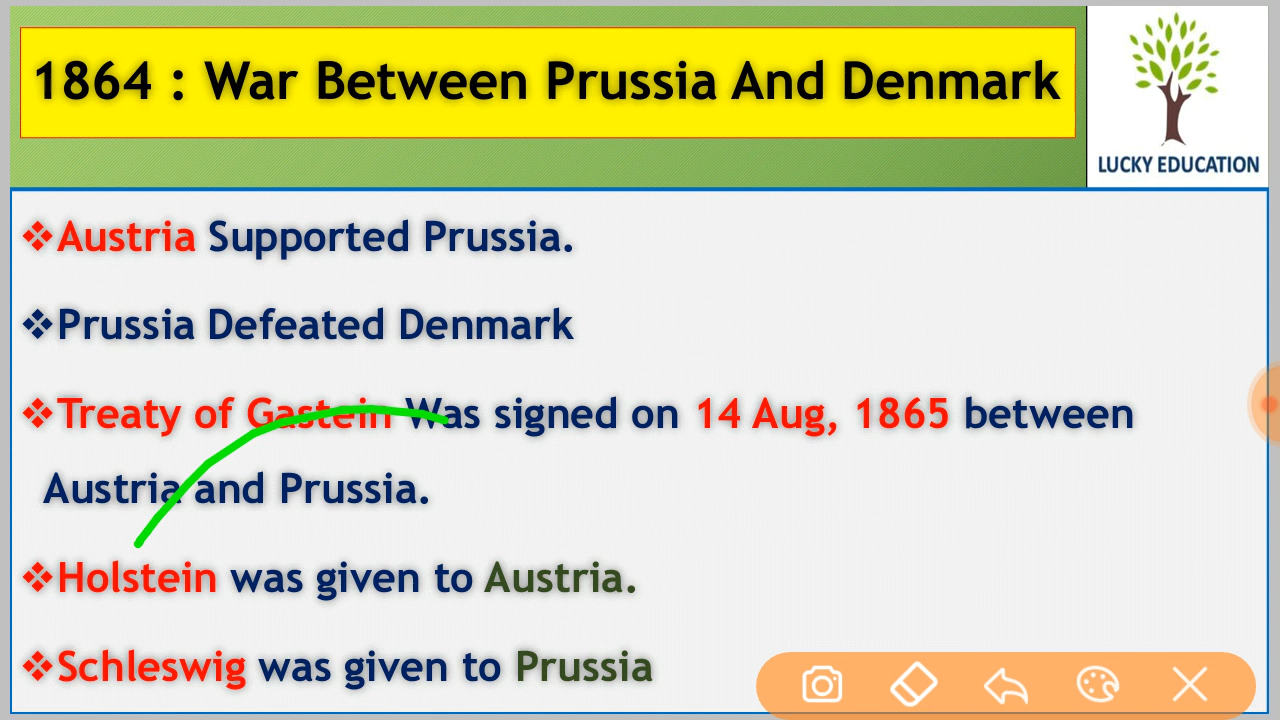 1864 : War Between Prussia And Denmark
LUCKY EDUCATION
Austria Supported Prussia.
Prussia Defeated Denmark
Treaty of Gastein Was signed on 14 Aug, 1865 between
Austria and Prussia.
Holstein was given to Austria.
Schleswig was given to Prussia